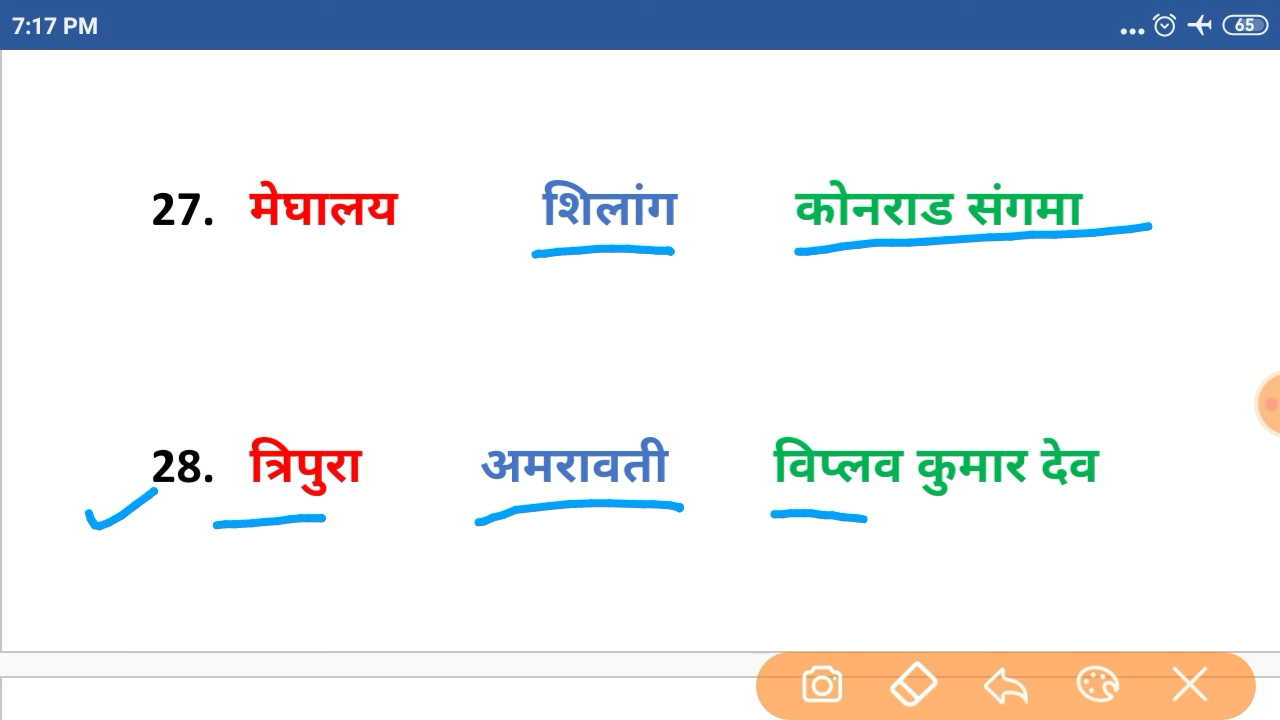 7:17 PM 65
27. मेघालय शिलांग कोनराड संगमा
28. त्रिपुरा अमरावती विप्लव कुमार देव